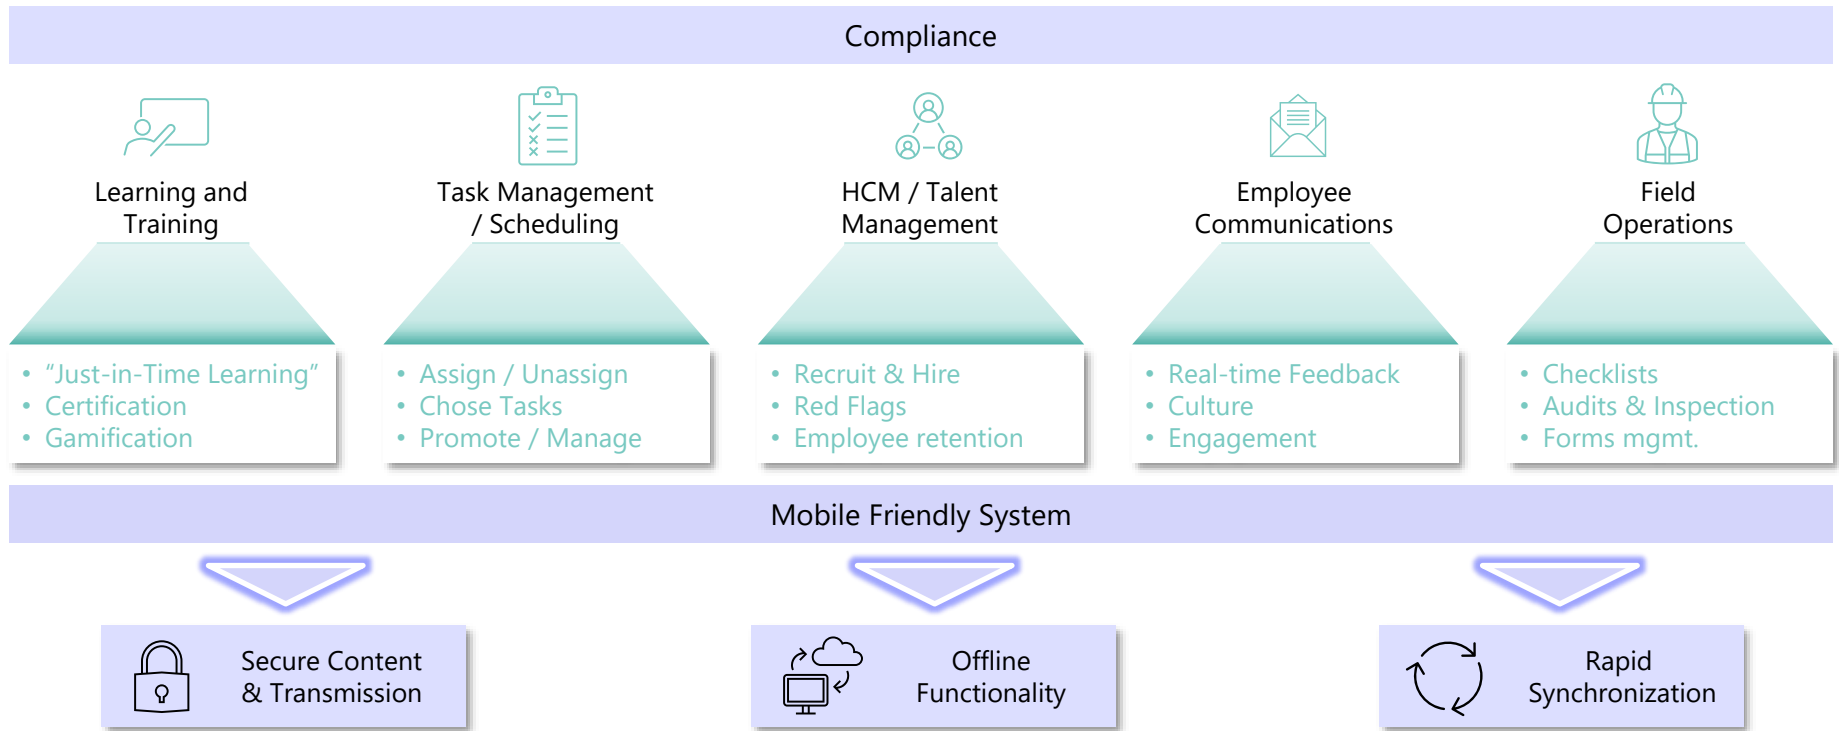 Compliance
Learning and
Training
Task Management
/ Scheduling
HCM / Talent
Management
Employee
Communications
Field
Operations
• “Just-in-Time Learning”
• Certification
• Gamification
• Assign / Unassign
• Chose Tasks
• Promote / Manage
• Recruit & Hire
• Red Flags
• Employee retention
• Real-time Feedback
• Culture
• Engagement
• Checklists
• Audits & Inspection
• Forms mgmt.
Mobile Friendly System
Secure Content
& Transmission
Offline
Functionality
Rapid
Synchronization